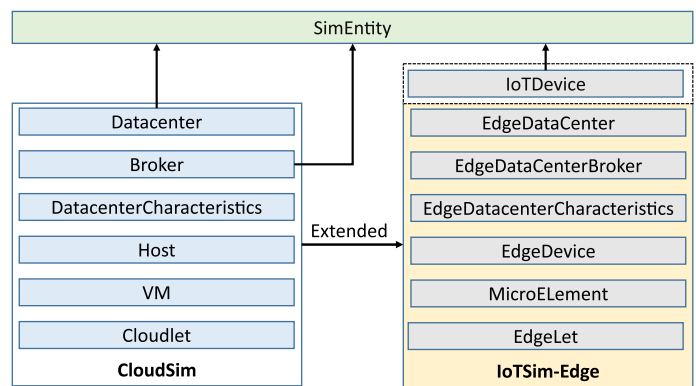 SimEntity
IoTDevice
Datacenter
EdgeDataCenter
Broker
EdgeDataCenterBroker
DatacenterCharacteristics
EdgeDatacenterCharacteristics
Extended
Host
EdgeDevice
VM
MicroELement
Cloudlet
EdgeLet
CloudSim
IoTSim-Edge